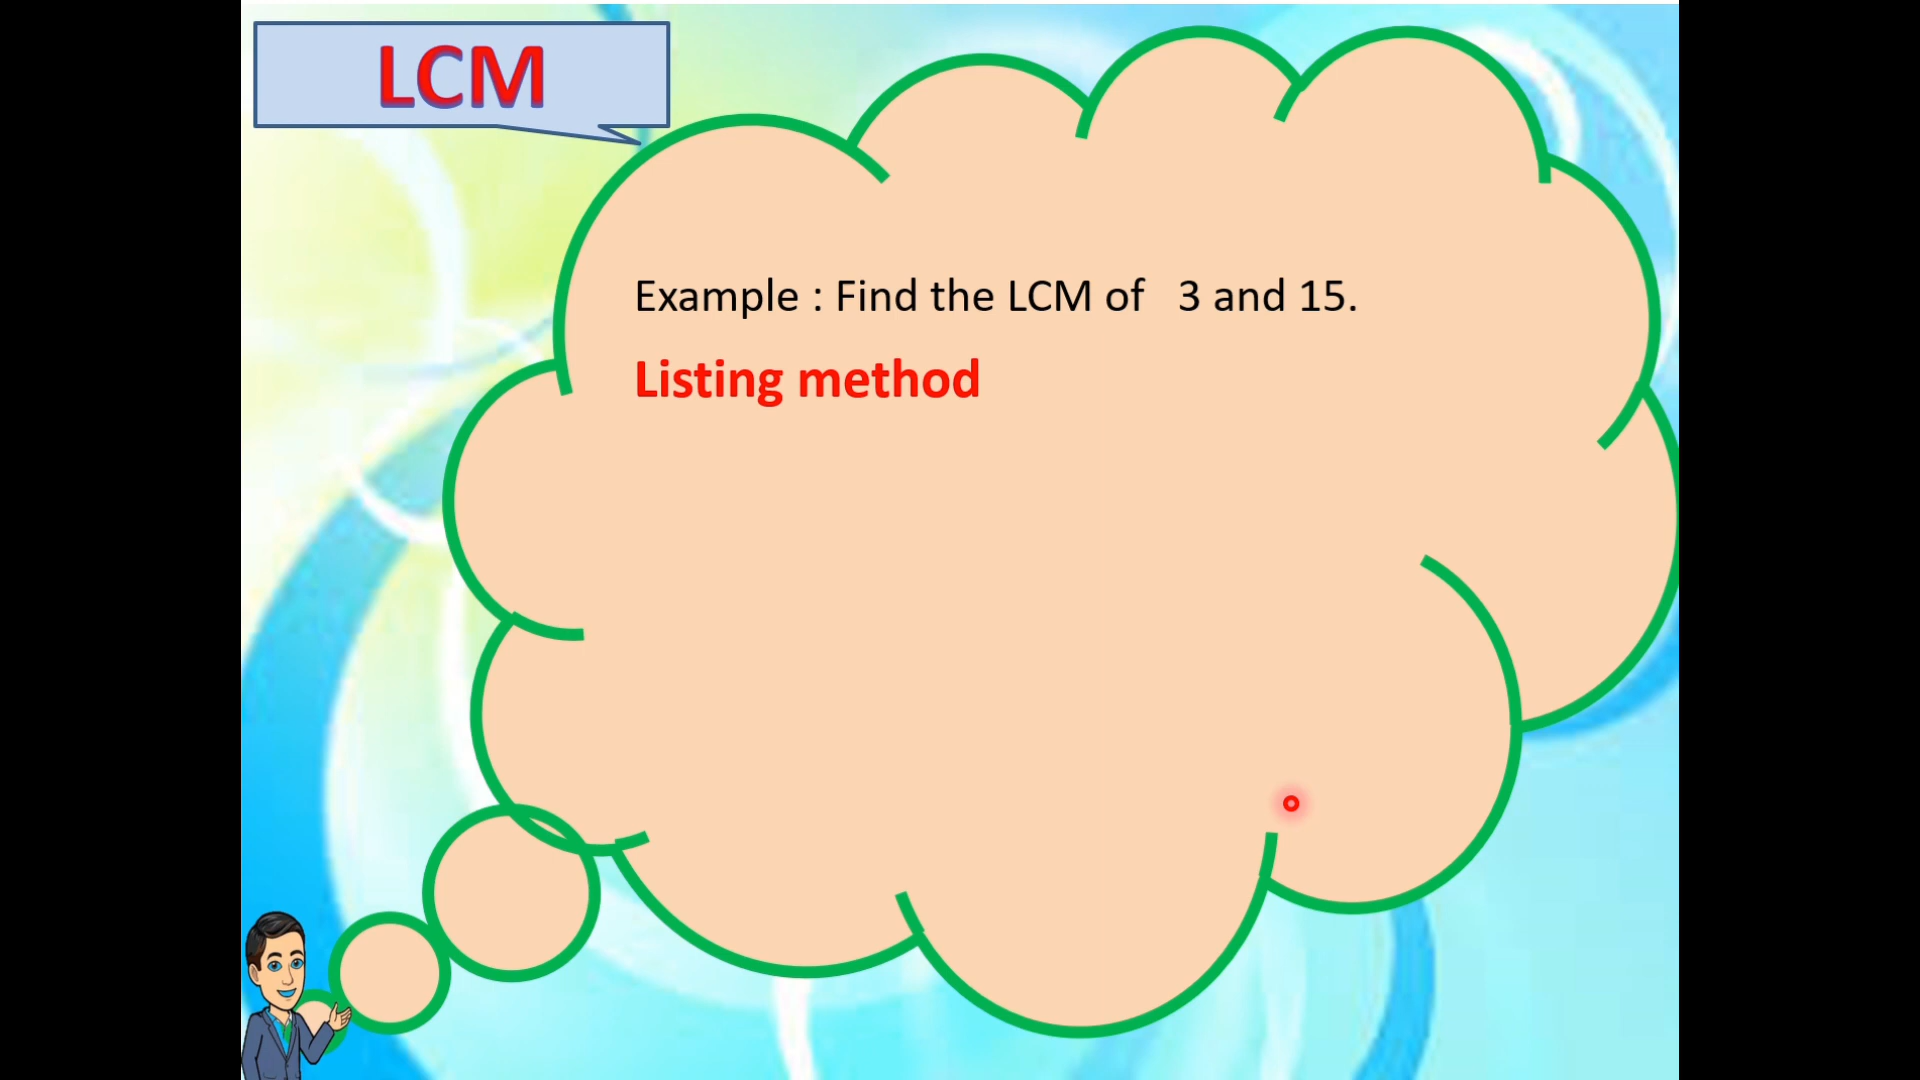 LCM
Example : Find the LCM of   3 and 15.
Listing method